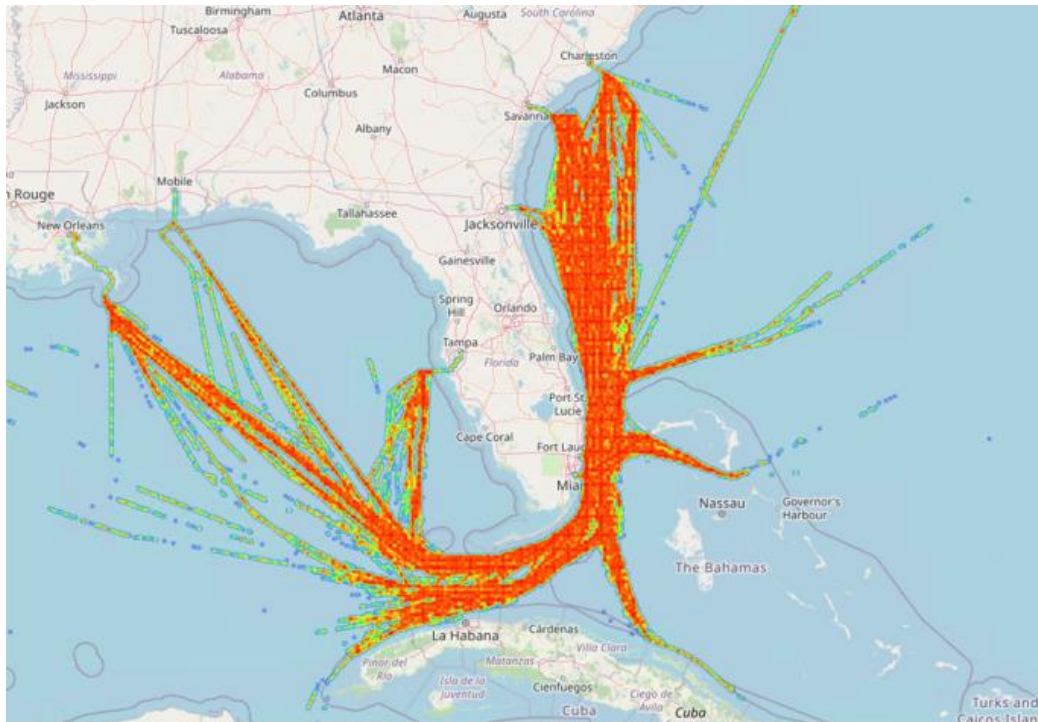 Birmingham
Atlanta
Augusta
South Carolina
Tuscaloosa
Charleston
Macon
Mississippi
Alabama
Columbus
Jackson
Savanna
Albany
Mobile
n Rouge
Tallahassee
Jacksonville
New Orleans
Gainesville
Spring
Hill
Orlando
Tampa
Florida
Palm Bay
Port St.
Lucie
Cape Coral
Fort Lauc
Miar
Nassau
Governor's
Harbour
The Bahamas
La Habana
Cárdenas
Villa Clara
Pinar del
Río
Matanzas
Isla de la
Juventud
Cienfuegos
Ciego de
Ávila
Cuba
Cuba
Turks and
Caicos Islan